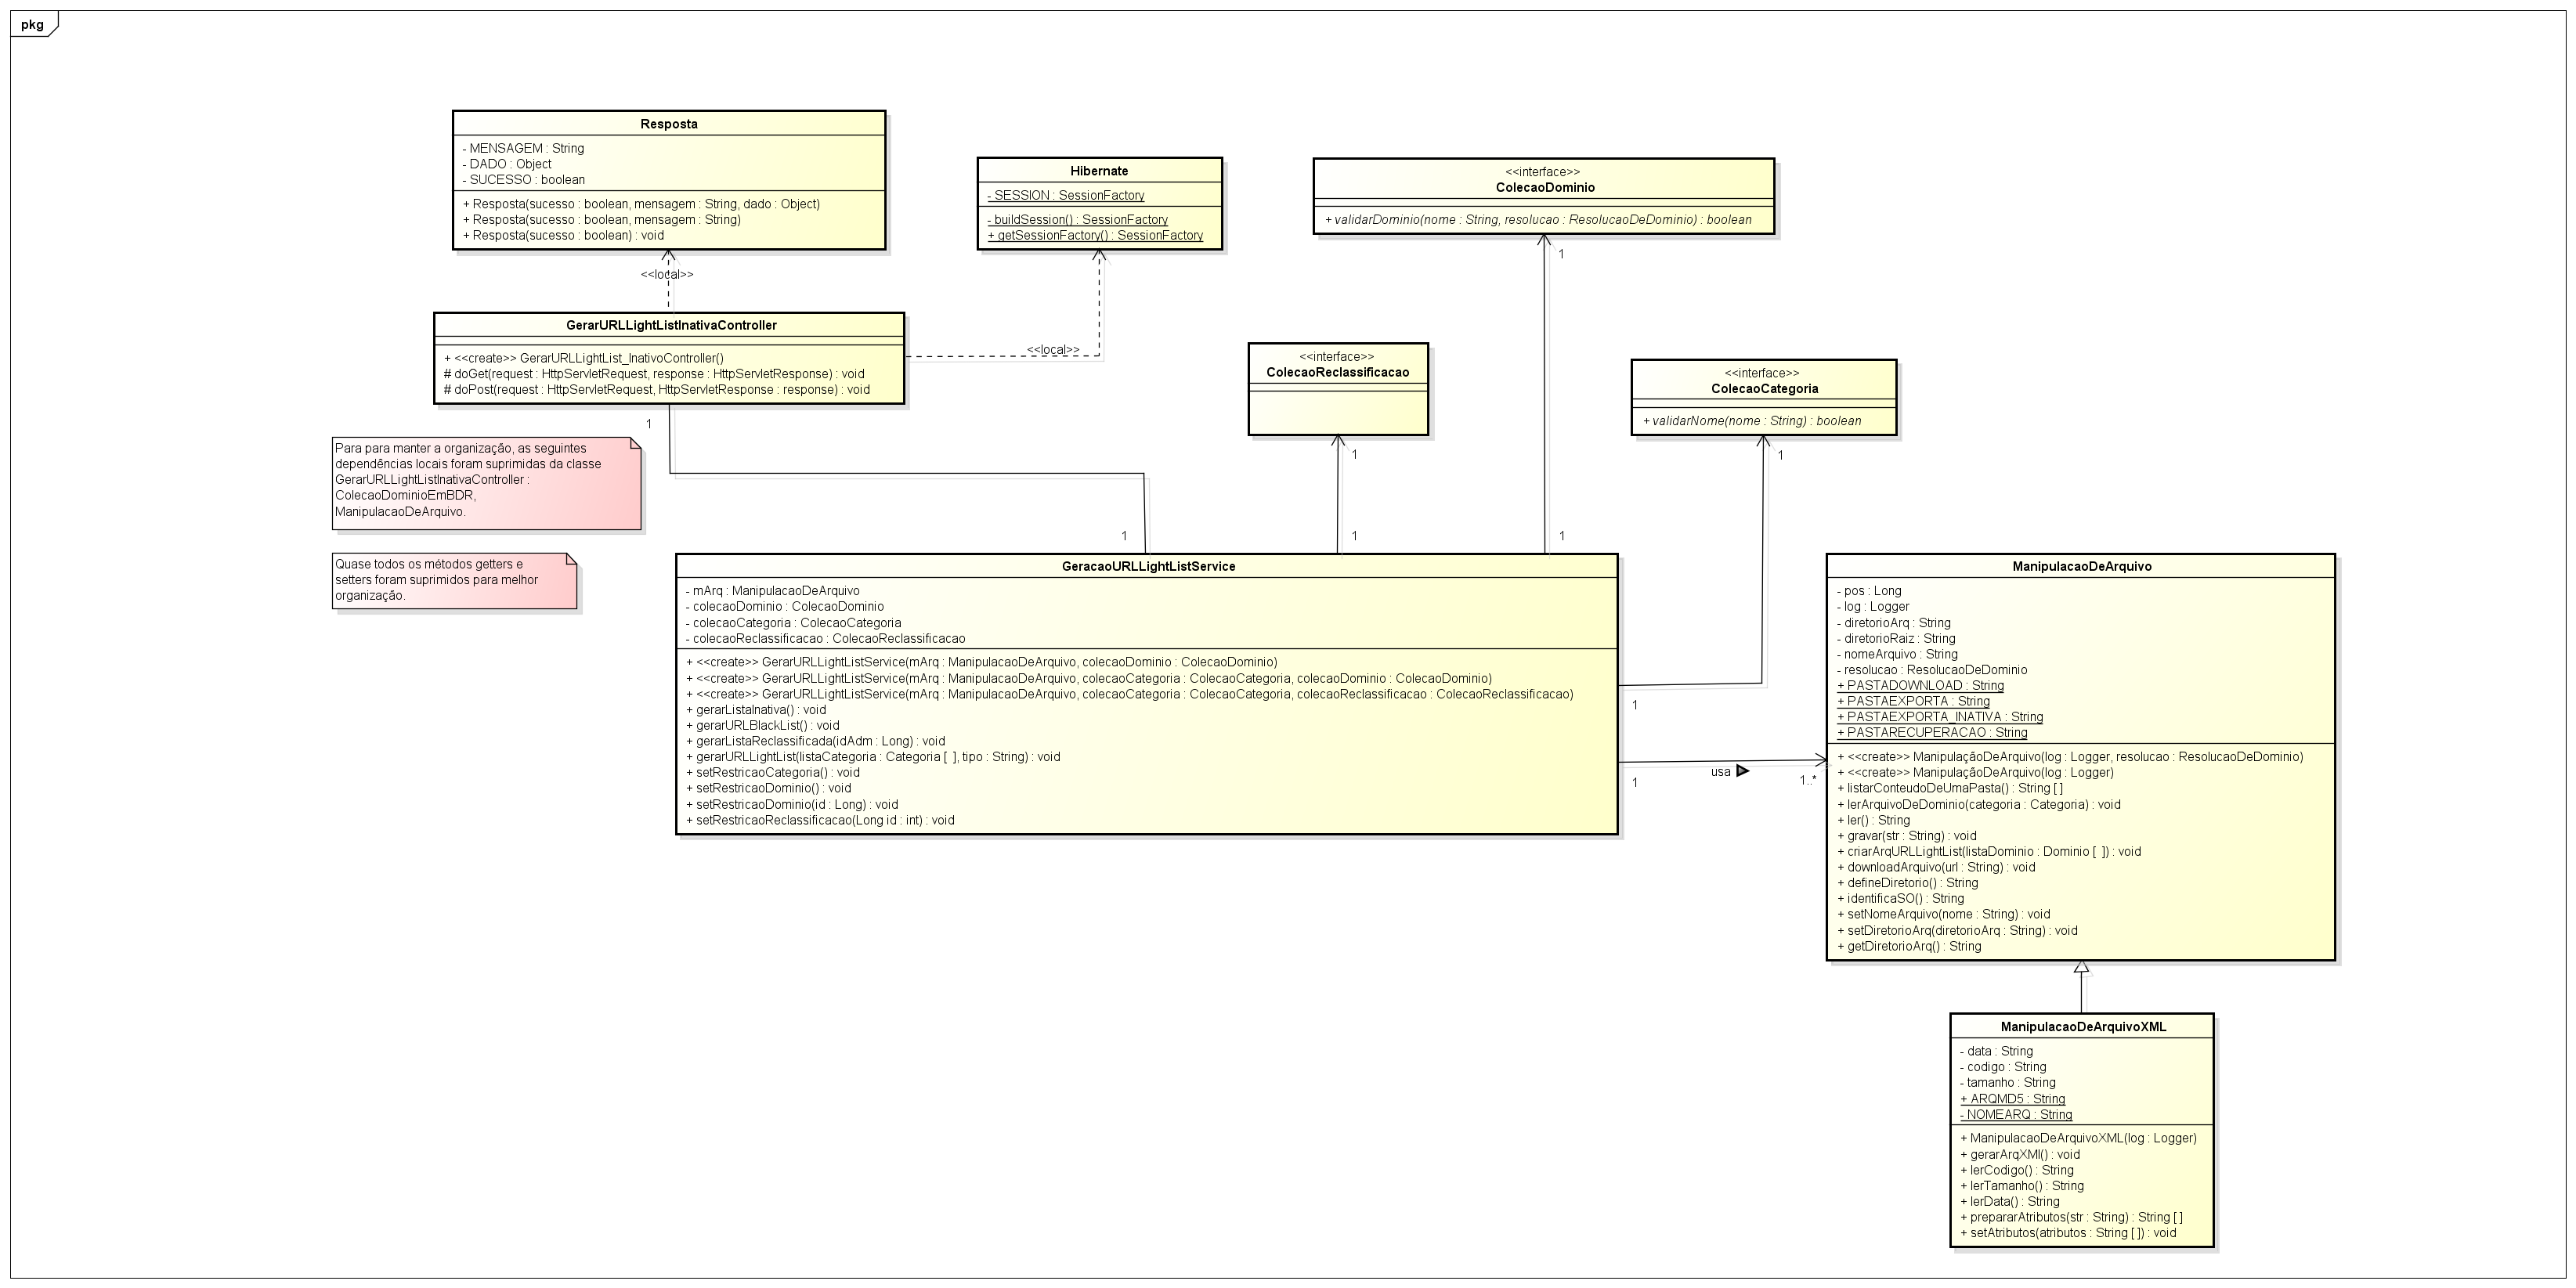 pkg
Resposta
- MENSAGEM : String
- DADO : Object
- SUCESSO : boolean
+ Resposta(sucesso : boolean, mensagem : String, dado : Object)
+ Resposta(sucesso : boolean, mensagem : String)
+ Resposta(sucesso : boolean) : void
Hibernate
- SESSION : SessionFactory
- buildSession() : SessionFactory
+ getSessionFactory() : SessionFactory
<<interface>>
ColecaoDominio
+ validarDominio(nome : String, resolucao : ResolucaoDeDominio) : boolean
<<local>>
1
GerarURLLightListInativaController
+ <<create>> GerarURLLightList_InativoController()
# doGet(request : HttpServletRequest, response : HttpServletResponse) : void
# doPost(request : HttpServletRequest, HttpServletResponse : response) : void
<<local>>
<<interface>>
ColecaoReclassificacao
<<interface>>
ColecaoCategoria
+ validarNome(nome : String) : boolean
1
1
1
Para para manter a organização, as seguintes
dependências locais foram suprimidas da classe
GerarURLLightListInativaController :
ColecaoDominioEmBDR,
ManipulacaoDeArquivo.
1
1
1
Quase todos os métodos getters e
setters foram suprimidos para melhor
organização.
GeracaoURLLightListService
- mArq : ManipulacaoDeArquivo
- colecaoDominio : ColecaoDominio
- colecaoCategoria : ColecaoCategoria
- colecaoReclassificacao : ColecaoReclassificacao
+ <<create>> GerarURLLightListService(mArq : ManipulacaoDeArquivo, colecaoDominio : ColecaoDominio)
+ <<create>> GerarURLLightListService(mArq : ManipulacaoDeArquivo, colecaoCategoria : ColecaoCategoria, colecaoDominio : ColecaoDominio)
+ <<create>> GerarURLLightListService(mArq : ManipulacaoDeArquivo, colecaoCategoria : ColecaoCategoria, colecaoReclassificacao : ColecaoReclassificacao)
+ gerarListaInativa() : void
+ gerarURLBlackList() : void
+ gerarListaReclassificada(idAdm : Long) : void
+ gerarURLLightList(listaCategoria : Categoria [ ], tipo : String) : void
+ setRestricaoCategoria() : void
+ setRestricaoDominio() : void
+ setRestricaoDominio(id : Long) : void
+ setRestricaoReclassificacao(Long id : int) : void
1
usa
1
1..*
ManipulacaoDeArquivo
- pos : Long
- log : Logger
- diretorioArq : String
- diretorioRaiz : String
- nomeArquivo : String
- resolucao : ResolucaoDeDominio
+ PASTADOWNLOAD : String
+ PASTAEXPORTA : String
+ PASTAEXPORTA_INATIVA : String
+ PASTARECUPERACAO : String
+ <<create>> ManipulaçãoDeArquivo(log : Logger, resolucao : ResolucaoDeDominio)
+ <<create>> ManipulaçãoDeArquivo(log : Logger)
+ listarConteudoDeUmaPasta() : String [ ]
+ lerArquivoDeDominio(categoria : Categoria) : void
+ ler() : String
+ gravar(str : String) : void
+ criarArqURLLightList(listaDominio : Dominio [ ]) : void
+ downloadArquivo(url : String) : void
+ defineDiretorio() : String
+ identificaSO() : String
+ setNomeArquivo(nome : String) : void
+ setDiretorioArq(diretorioArq : String) : void
+ getDiretorioArq() : String
ManipulacaoDeArquivoXML
- data : String
- codigo : String
- tamanho : String
+ ARQMD5 : String
- NOMEARQ : String
+ ManipulacaoDeArquivoXML(log : Logger)
+ gerarArqXMl() : void
+ lerCodigo() : String
+ lerTamanho() : String
+ lerData() : String
+ prepararAtributos(str : String) : String [ ]
+ setAtributos(atributos : String [ ]) : void